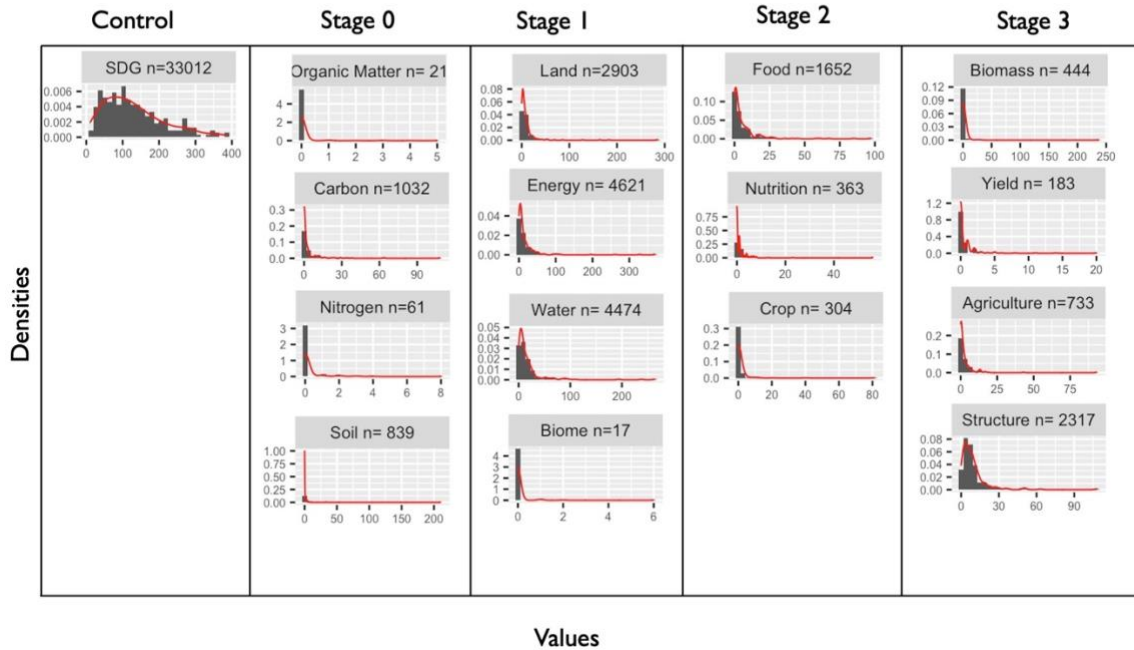 Control
Stage 0
Stage 1
Stage 2
Stage 3
Densities
SDG n=33012
0.006
0.004
0.002
0.000
0 100 200 300 400
Organic Matter n= 21
4
2
0
0 1 2 3 4 5
Carbon n=1032
0.3
0.2
0.1
0.0
0 30 60 90
Nitrogen n=61
3
2
1
0
0 2 4 6 8
Soil n= 839
1.00
0.75
0.50
0.25
0.00
0 50 100 150 200
Land n=2903
0.08
0.06
0.04
0.02
0.00
0 100 200 300
Energy n= 4621
0.04
0.02
0.00
0 100 200 300
Water n= 4474
0.05
0.04
0.03
0.02
0.01
0.00
0 100 200
Biome n=17
4
3
2
1
0
0 2 4 6
Food n=1652
0.10
0.05
0.00
0 25 50 75 100
Nutrition n= 363
0.75
0.50
0.25
0.00
0 20 40
Crop n= 304
0.3
0.2
0.1
0.0
0 20 40 60 80
Biomass n= 444
0.12
0.09
0.06
0.03
0.00
0 50 100 150 200 250
Yield n= 183
1.2
0.8
0.4
0.0
0 5 10 15 20
Agriculture n=733
0.2
0.1
0.0
0 25 50 75
Structure n= 2317
0.08
0.06
0.04
0.02
0.00
0 30 60 90
Values